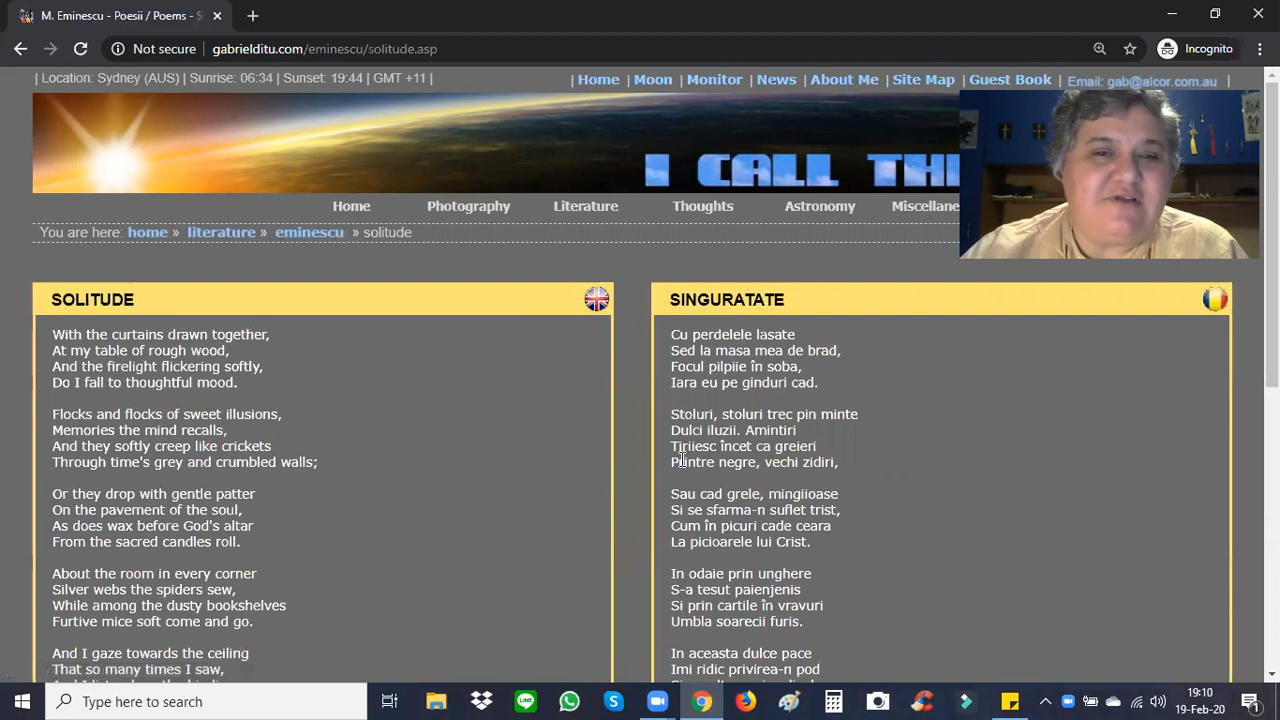 M. Eminescu - Poesii / Poems - S
Not secure
gabrielditu.com/eminescu/solitude.asp
Incognito
| Location: Sydney (AUS) | Sunrise: 06:34 | Sunset: 19:44 | GMT +11 |
| Home | Moon | Monitor | News | About Me | Site Map | Guest Book | Email: gab@alcor.com.au |
I CALL
Home Photography Literature Thoughts Astronomy Miscellane
You are here: home » literature » eminescu » solitude
SOLITUDE
With the curtains drawn together,
At my table of rough wood,
And the firelight flickering softly,
Do I fall to thoughtful mood.
Flocks and flocks of sweet illusions,
Memories the mind recalls,
And they softly creep like crickets
Through time's grey and crumbled walls;
Or they drop with gentle patter
On the pavement of the soul,
As does wax before God's altar
From the sacred candles roll.
About the room in every corner
Silver webs the spiders sew,
While among the dusty bookshelves
Furtive mice soft come and go.
And I gaze towards the ceiling
That so many times I saw,
SINGURATATE
Cu perdelele lasate
Sed la masa mea de brad,
Focul pilpiie în soba,
Iara eu pe ginduri cad.
Stoluri, stoluri trec pin minte
Dulci iluzii. Amintiri
Tiriiesc încet ca greieri
Pintre negre, vechi zidiri,
Sau cad grele, mingiioase
Si se sfarma-n suflet trist,
Cum în picuri cade ceara
La picioarele lui Crist.
In odaie prin unghere
S-a tesut paienjenis
Si prin cartile în vravuri
Umbla soarecii furis.
In aceasta dulce pace
Imi ridic privirea-n pod
Type here to search
19:10
19-Feb-20